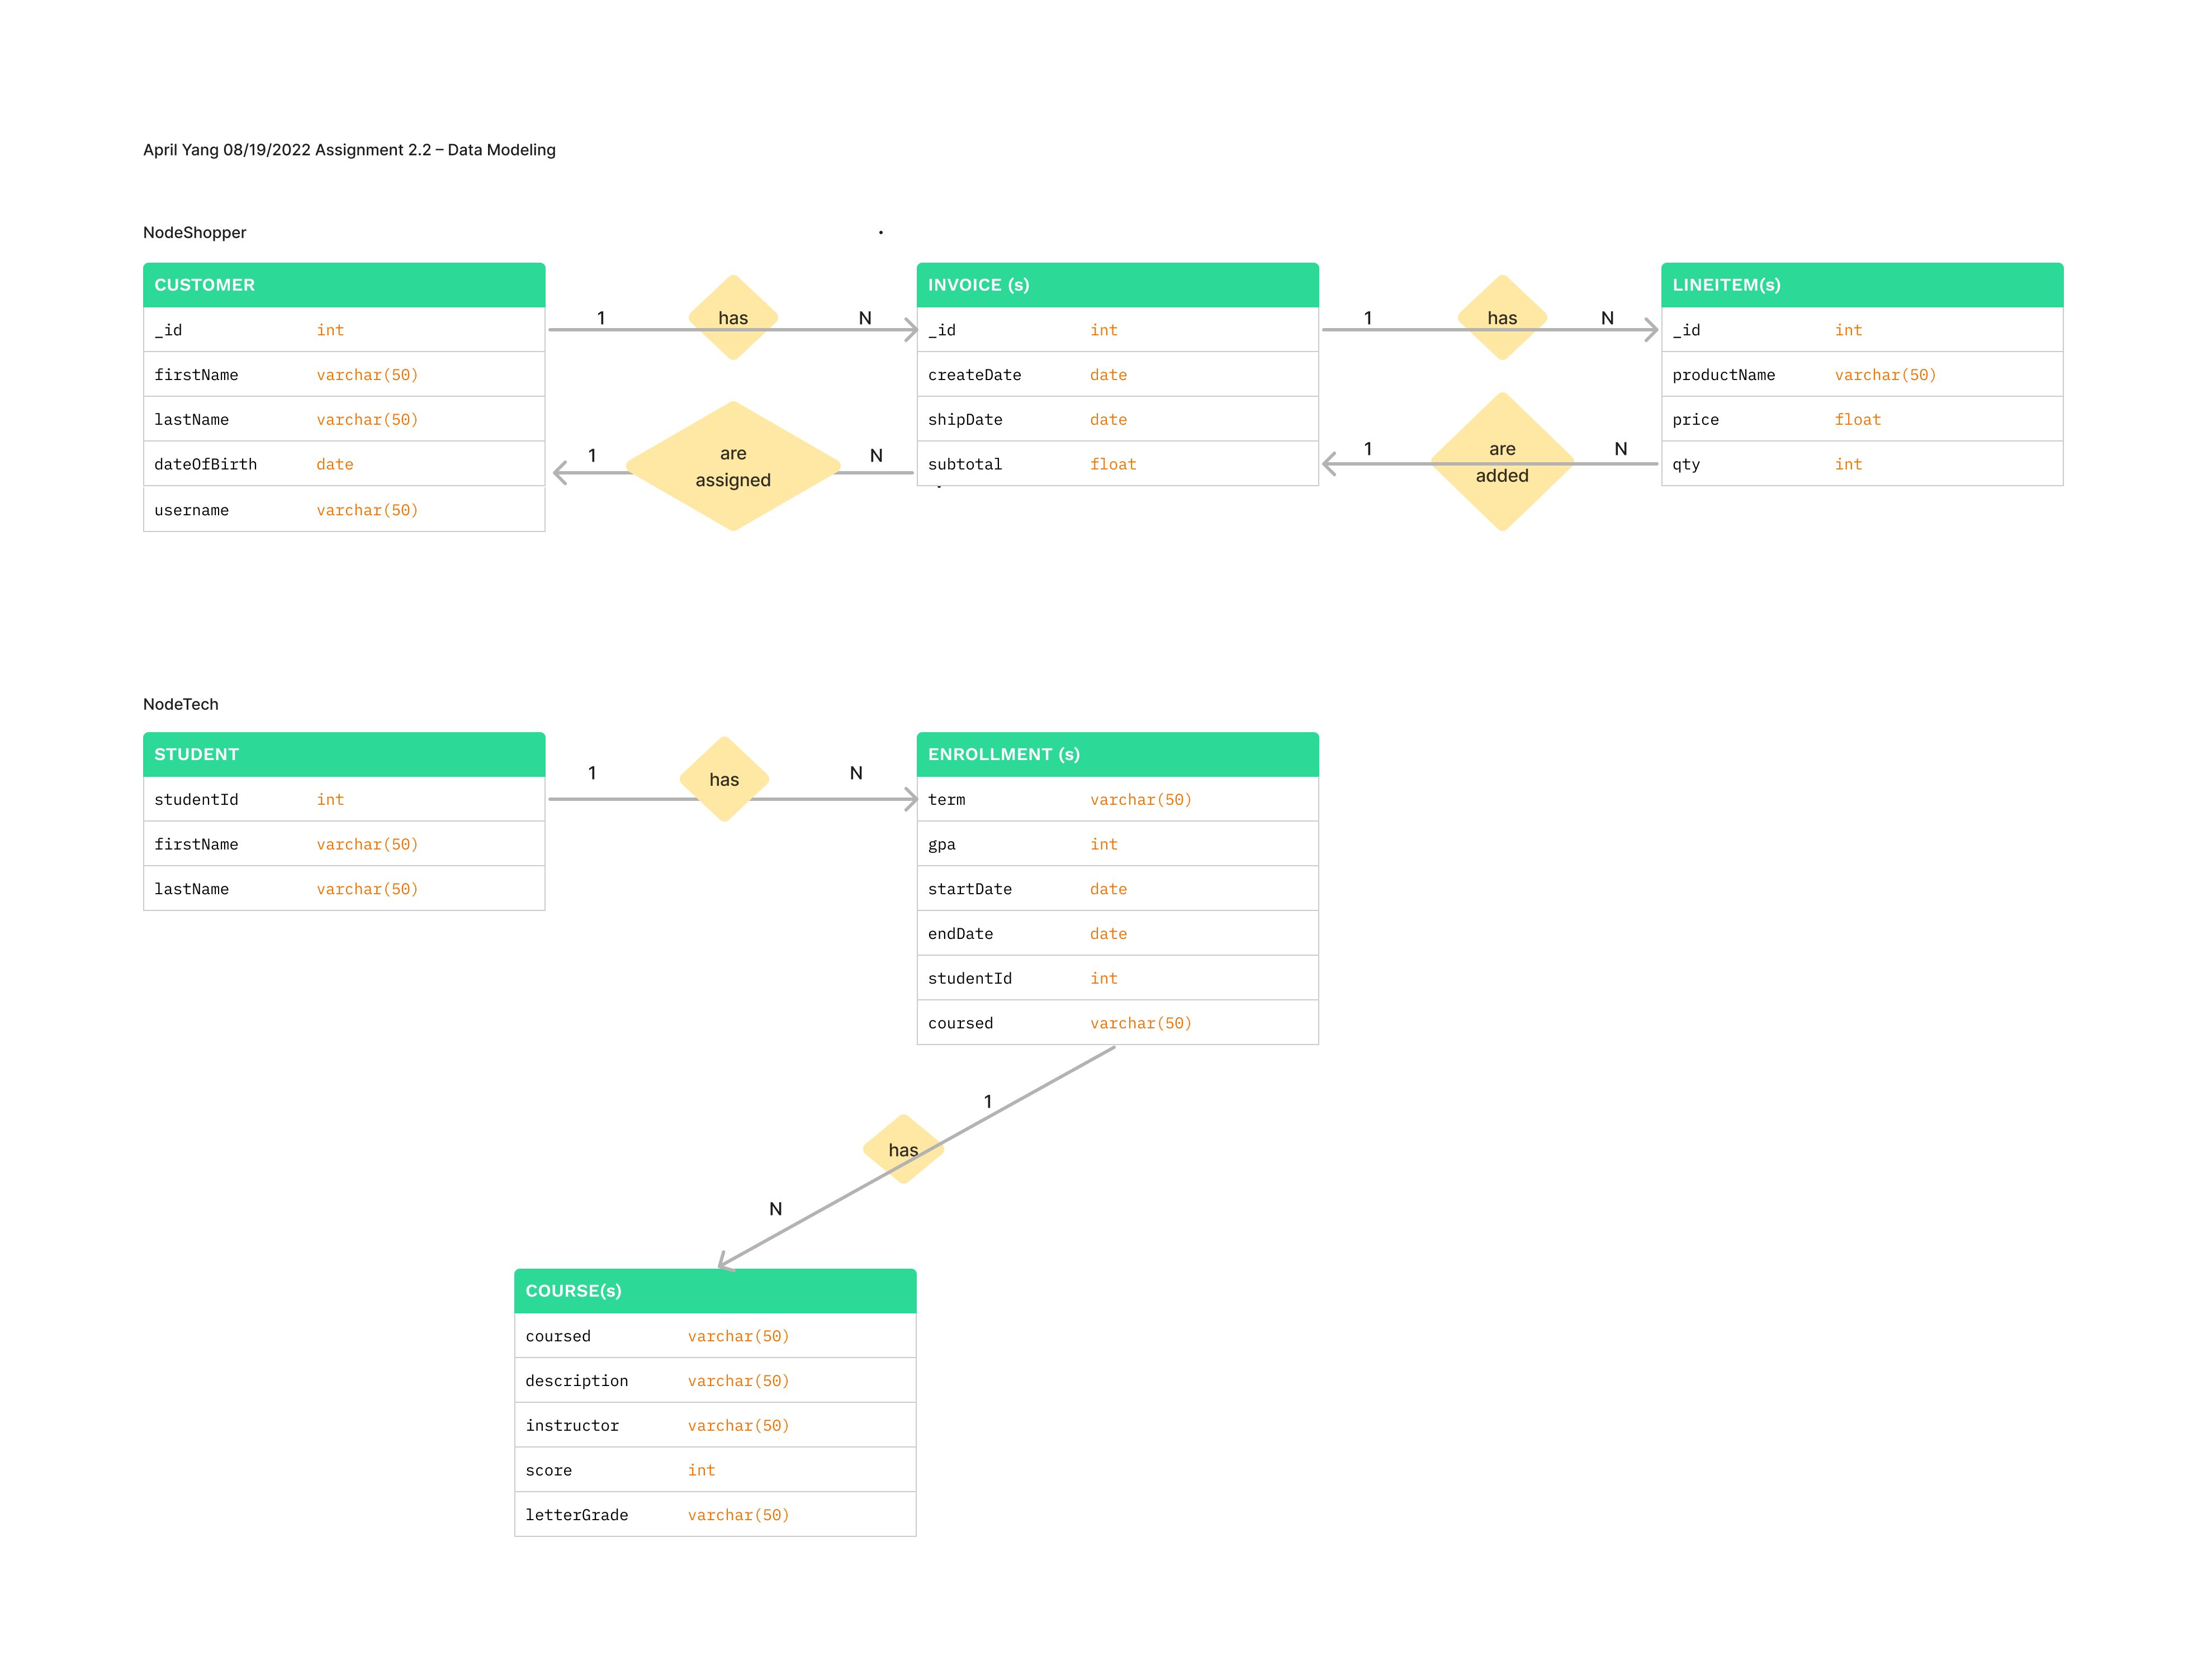 April Yang 08/19/2022 Assignment 2.2 – Data Modeling
NodeShopper
CUSTOMER
_id int
firstName varchar(50)
lastName varchar(50)
dateOfBirth date
username varchar(50)
1 has N
1 are assigned N
INVOICE (s)
_id int
createDate date
shipDate date
subtotal float
1 has N
1 are added N
LINEITEM(s)
_id int
productName varchar(50)
price float
qty int
NodeTech
STUDENT
studentId int
firstName varchar(50)
lastName varchar(50)
1 has N
ENROLLMENT (s)
term varchar(50)
gpa int
startDate date
endDate date
studentId int
coursed varchar(50)
1
has
N
COURSE(s)
coursed varchar(50)
description varchar(50)
instructor varchar(50)
score int
letterGrade varchar(50)